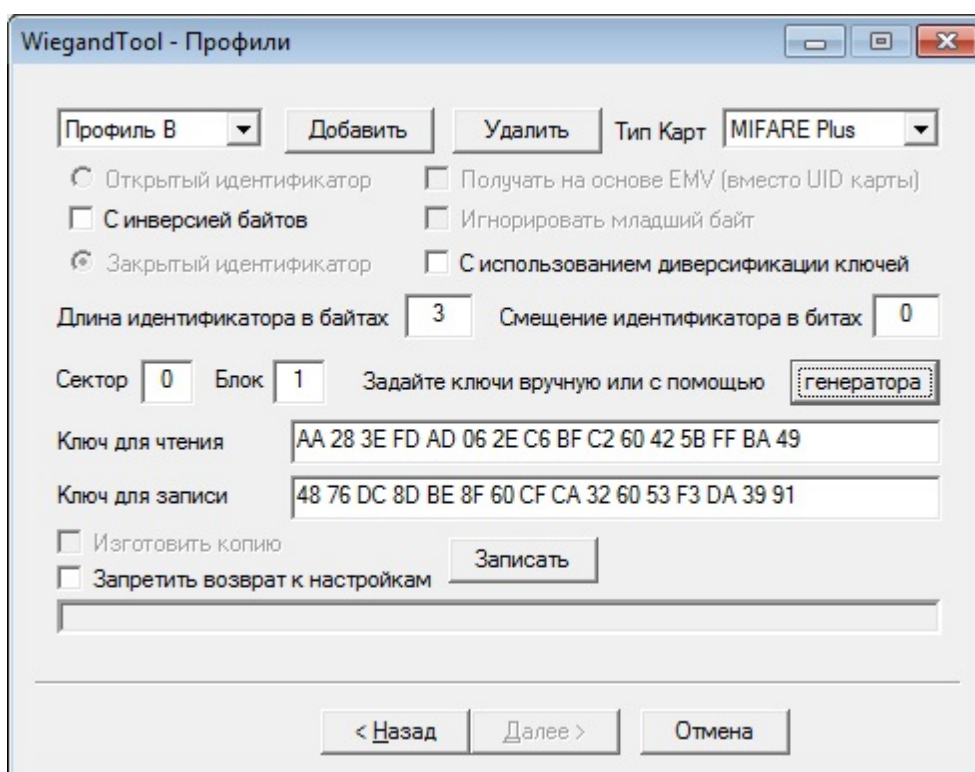 WiegandTool - Профили
Профиль B Добавить Удалить Тип Карт MIFARE Plus
Открытый идентификатор Получать на основе EMV (вместо UID карты)
С инверсией байтов Игнорировать младший байт
Закрытый идентификатор С использованием диверсификации ключей
Длина идентификатора в байтах 3 Смещение идентификатора в битах 0
Сектор 0 Блок 1 Задайте ключи вручную или с помощью генератора
Ключ для чтения AA 28 3E FD AD 06 2E C6 BF C2 60 42 5B FF BA 49
Ключ для записи 48 76 DC 8D BE 8F 60 CF CA 32 60 53 F3 DA 39 91
Изготовить копию Записать
Запретить возврат к настройкам
< Назад Далее > Отмена